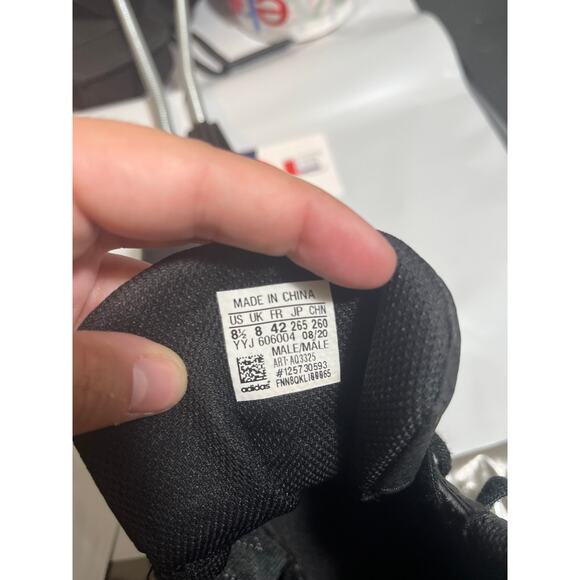 MADE IN CHINA
US UK FR JP CHN
8½ 8 42 265 260
YYJ 606004 08/20
MALE/MALE
ART: AQ3325
#125730593
adidas